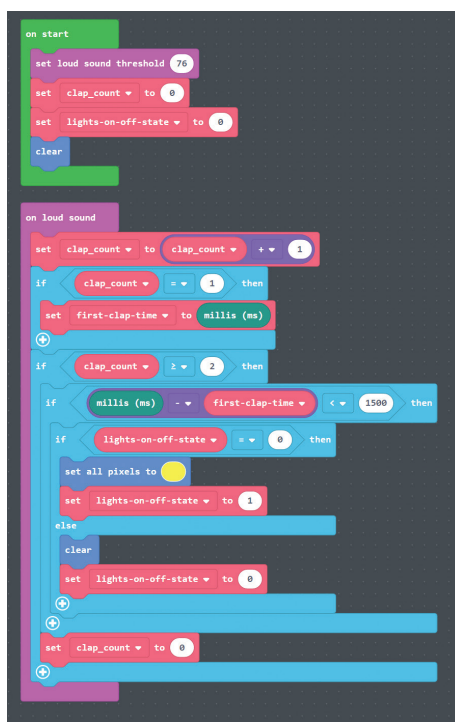 on start
set loud sound threshold 76
set clap_count to 0
set lights-on-off-state to 0
clear
on loud sound
set clap_count to clap_count + 1
if clap_count = 1 then
set first-clap-time to millis (ms)
if clap_count ≥ 2 then
if millis (ms) - first-clap-time < 1500 then
if lights-on-off-state = 0 then
set all pixels to
set lights-on-off-state to 1
else
clear
set lights-on-off-state to 0
set clap_count to 0